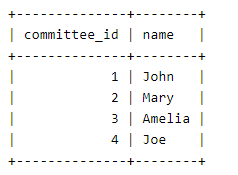 +--------------+--------+
| committee_id | name   |
+--------------+--------+
|            1 | John   |
|            2 | Mary   |
|            3 | Amelia |
|            4 | Joe    |
+--------------+--------+